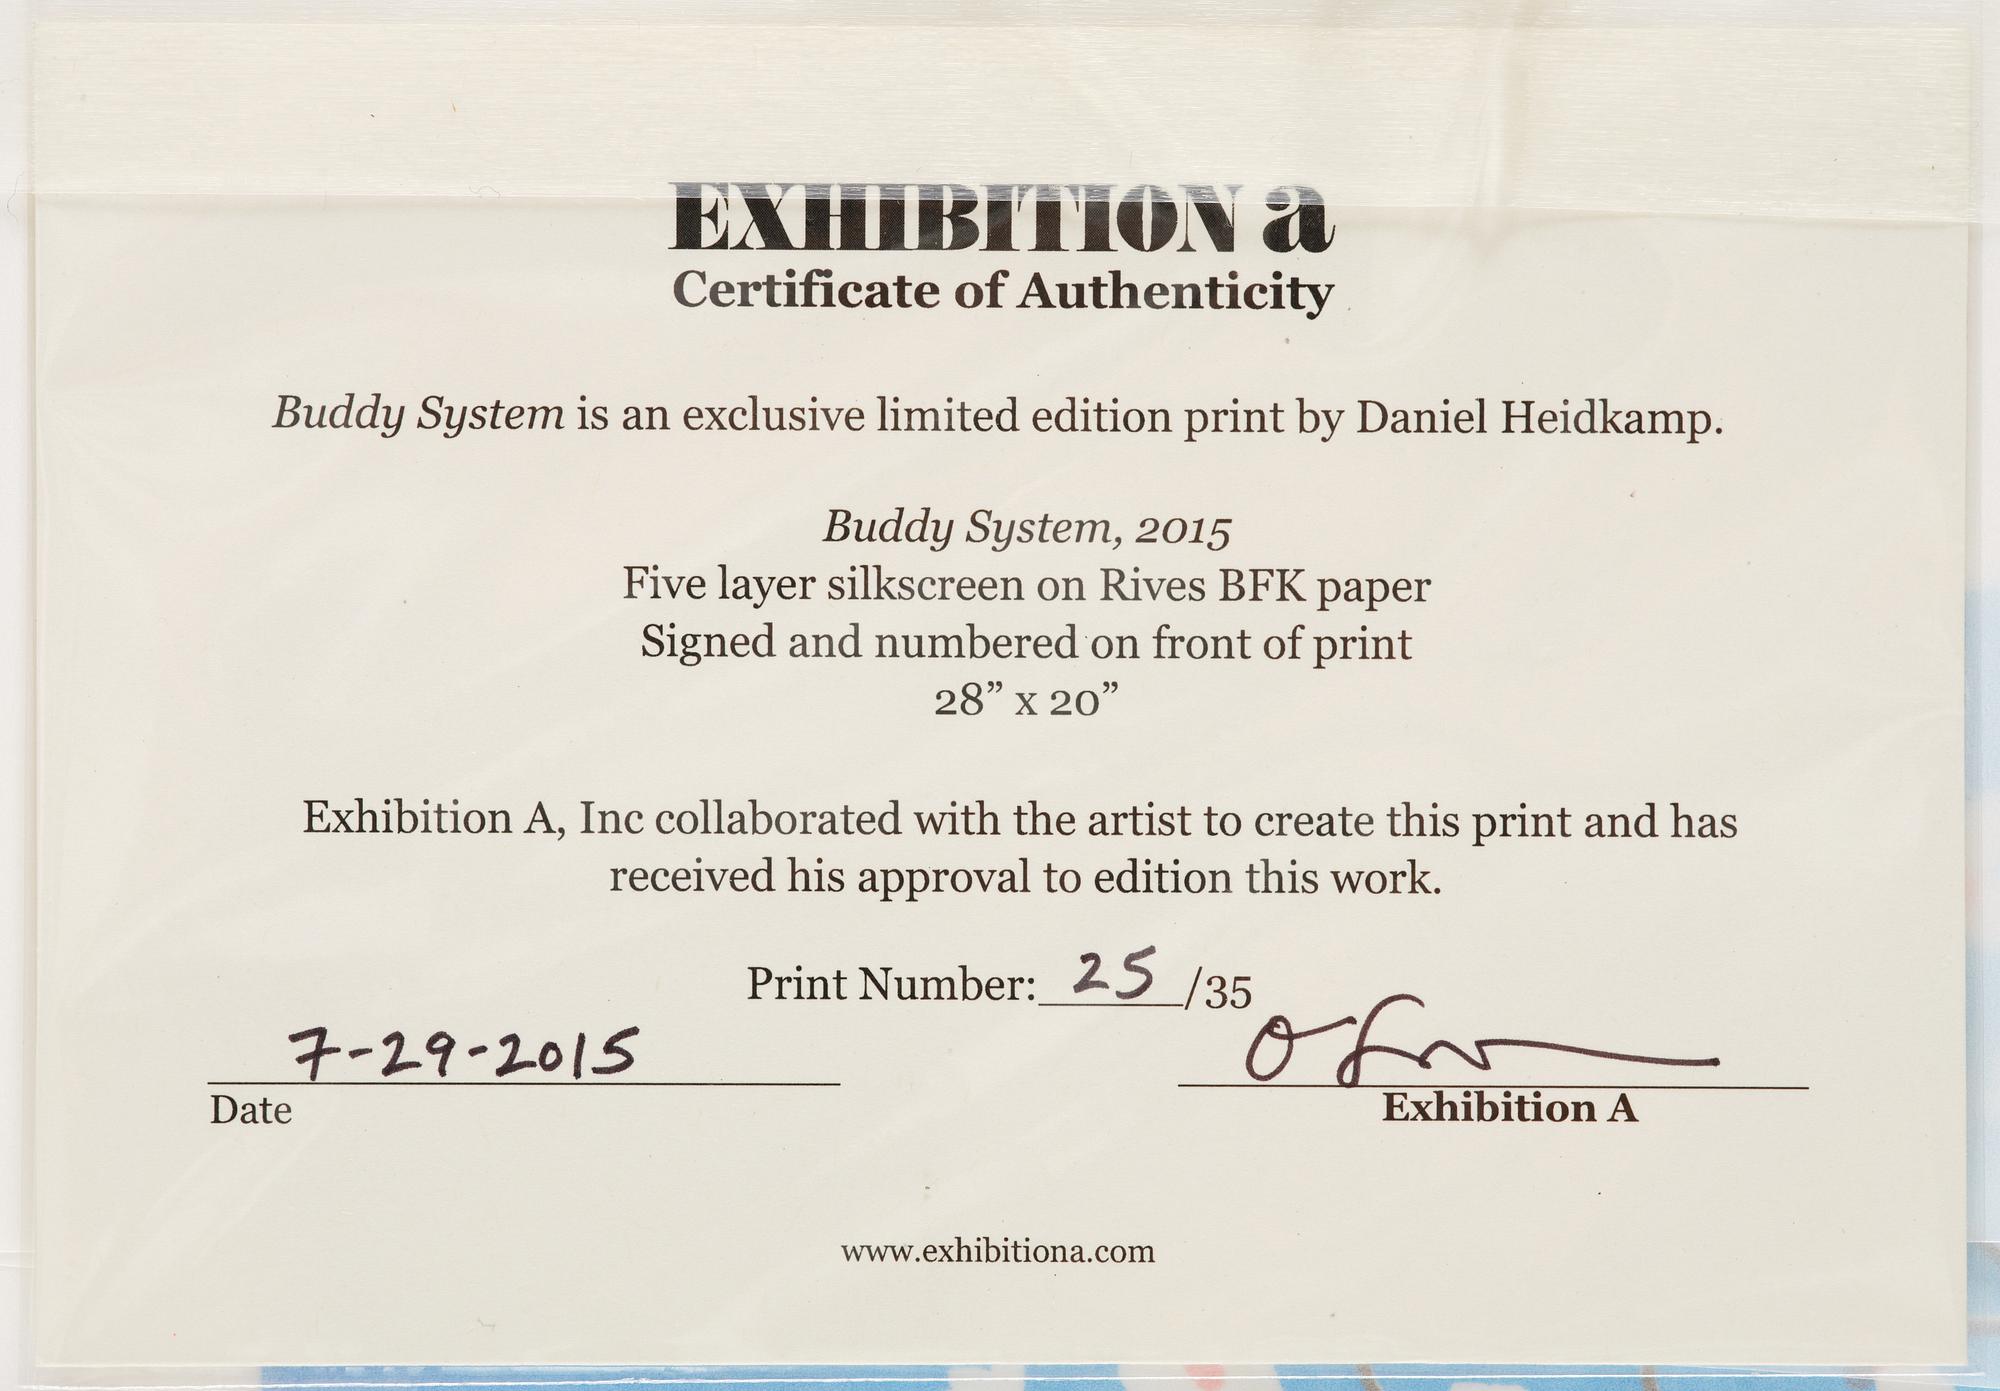 EXHIBITION a
Certificate of Authenticity
Buddy System is an exclusive limited edition print by Daniel Heidkamp.
Buddy System, 2015
Five layer silkscreen on Rives BFK paper
Signed and numbered on front of print
28” x 20”
Exhibition A, Inc collaborated with the artist to create this print and has
received his approval to edition this work.
Print Number: 25 /35
7-29-2015
Date
Exhibition A
www.exhibitiona.com